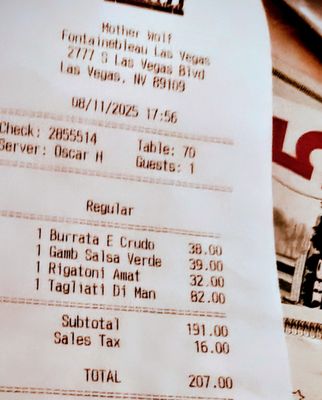 Mother Wolf
Fontainebleau Las Vegas
2777 S Las Vegas Blvd
Las Vegas, NV 89109
08/11/2025 17:56
Check: 2055514 Table: 70
Server: Oscar H Guests: 1
Regular
1 Burrata E Crudo 38.00
1 Gamb Salsa Verde 39.00
1 Rigatoni Amat 32.00
1 Tagliati Di Man 82.00
Subtotal 191.00
Sales Tax 16.00
TOTAL 207.00
5